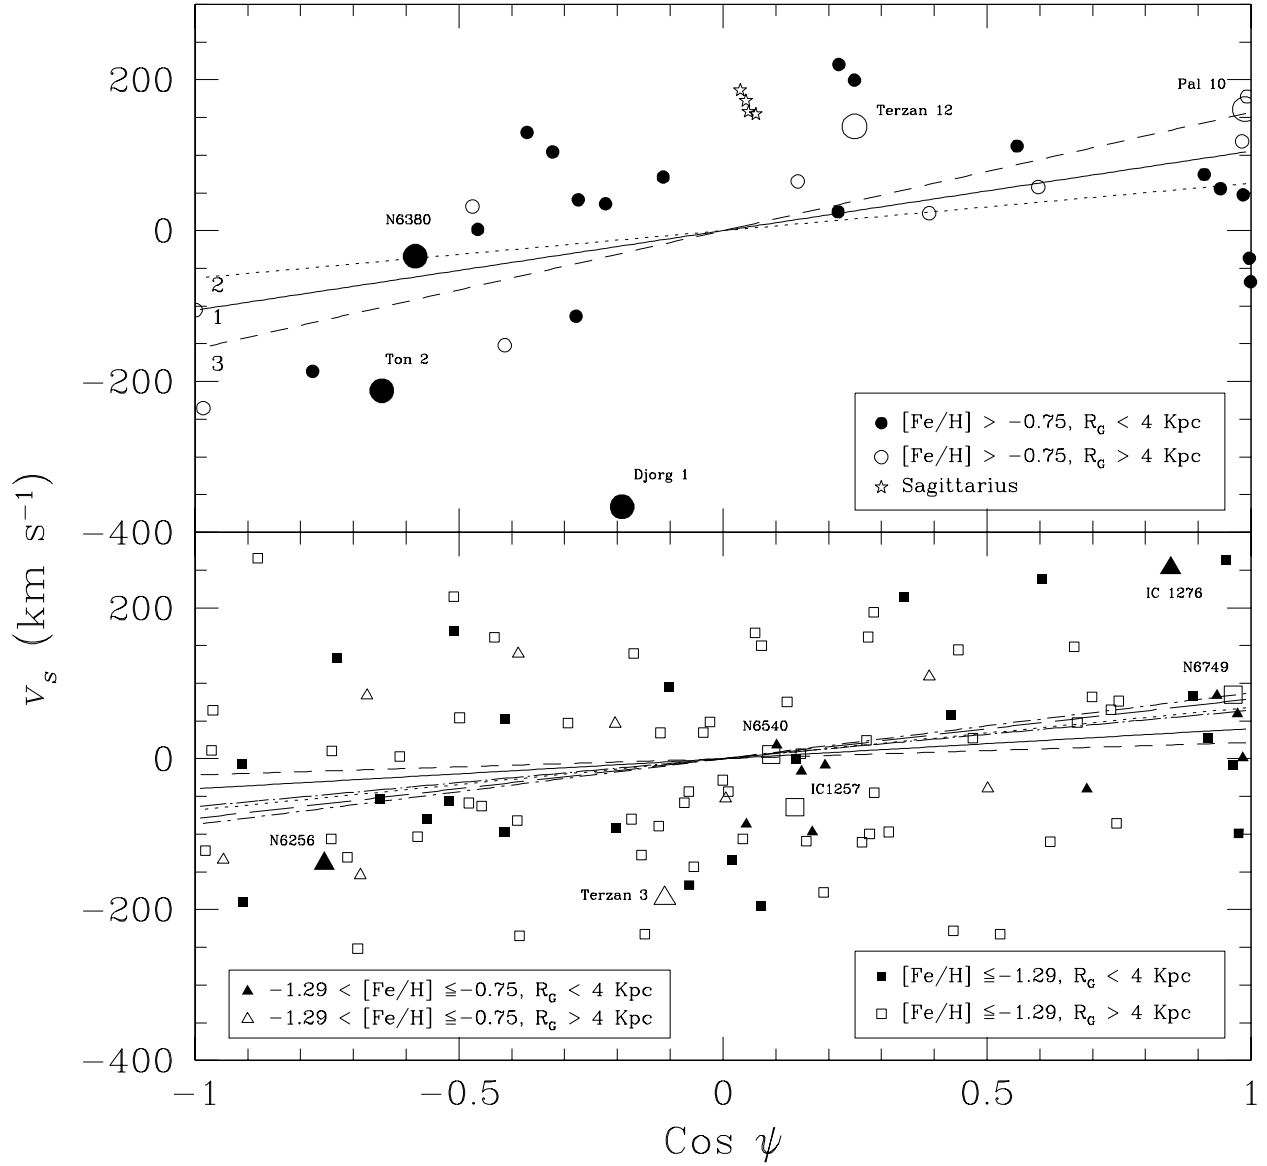 200
0
−200
−400
Pal 10
Terzan 12
N6380
2
1
3
Ton 2
Djorg 1
[Fe/H] > −0.75, R_G < 4 Kpc
[Fe/H] > −0.75, R_G > 4 Kpc
Sagittarius
v_s (km s⁻¹)
200
0
−200
−400
IC 1276
N6749
N6540
IC1257
N6256
Terzan 3
−1.29 < [Fe/H] ≦−0.75, R_G < 4 Kpc
−1.29 < [Fe/H] ≦−0.75, R_G > 4 Kpc
[Fe/H] ≦−1.29, R_G < 4 Kpc
[Fe/H] ≦−1.29, R_G > 4 Kpc
−1 −0.5 0 0.5 1
Cos ψ